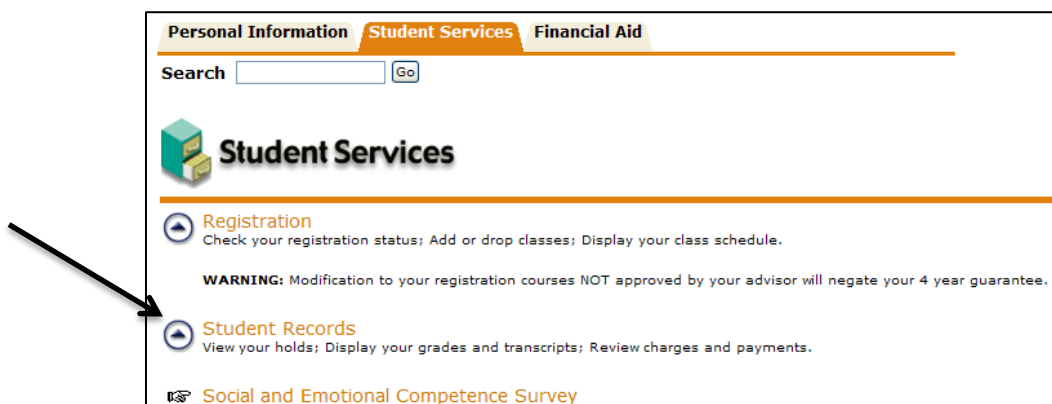 Personal Information Student Services Financial Aid
Search Go
Student Services
Registration
Check your registration status; Add or drop classes; Display your class schedule.
WARNING: Modification to your registration courses NOT approved by your advisor will negate your 4 year guarantee.
Student Records
View your holds; Display your grades and transcripts; Review charges and payments.
Social and Emotional Competence Survey